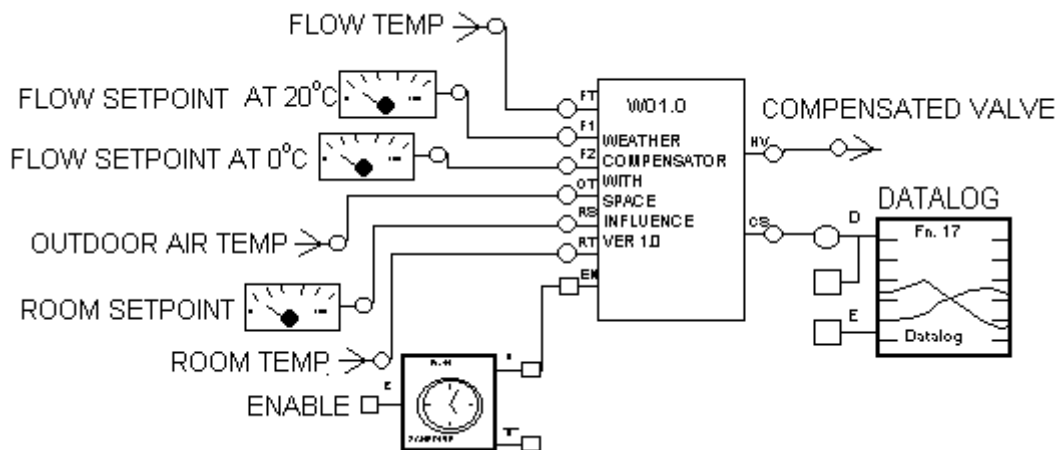 FLOW TEMP
FLOW SETPOINT AT 20°C
FLOW SETPOINT AT 0°C
OUTDOOR AIR TEMP
ROOM SETPOINT
ROOM TEMP
ENABLE
E
FT
F1
F2
OT
RS
RT
EN
W01.0
WEATHER
COMPENSATOR
WITH
SPACE
INFLUENCE
VER 1.0
HV
CS
COMPENSATED VALVE
DATALOG
D
E
Fn. 17
Datalog